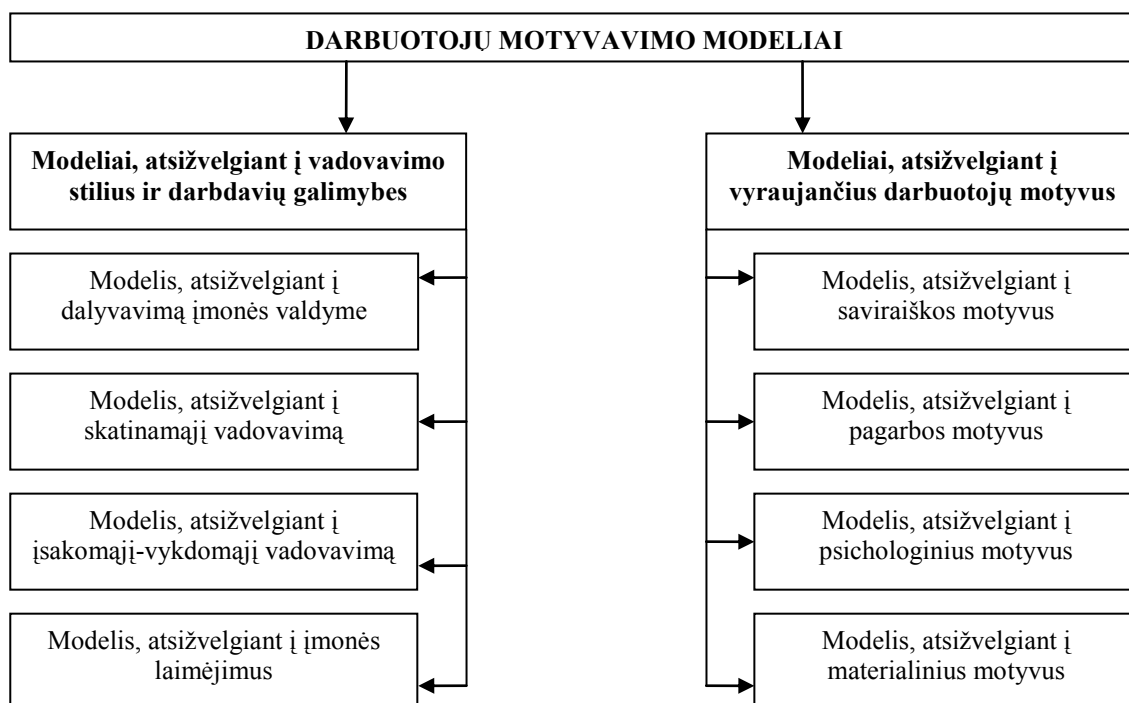 DARBUOTOJŲ MOTYVAVIMO MODELIAI
Modeliai, atsižvelgiant į vadovavimo
stilius ir darbdavių galimybes
Modelis, atsižvelgiant į
dalyvavimą įmonės valdyme
Modelis, atsižvelgiant į
skatinamąjį vadovavimą
Modelis, atsižvelgiant į
įsakomąjį-vykdomąjį vadovavimą
Modelis, atsižvelgiant į įmonės
laimėjimus
Modeliai, atsižvelgiant į
vyraujančius darbuotojų motyvus
Modelis, atsižvelgiant į
saviraiškos motyvus
Modelis, atsižvelgiant į
pagarbos motyvus
Modelis, atsižvelgiant į
psichologinius motyvus
Modelis, atsižvelgiant į
materialinius motyvus